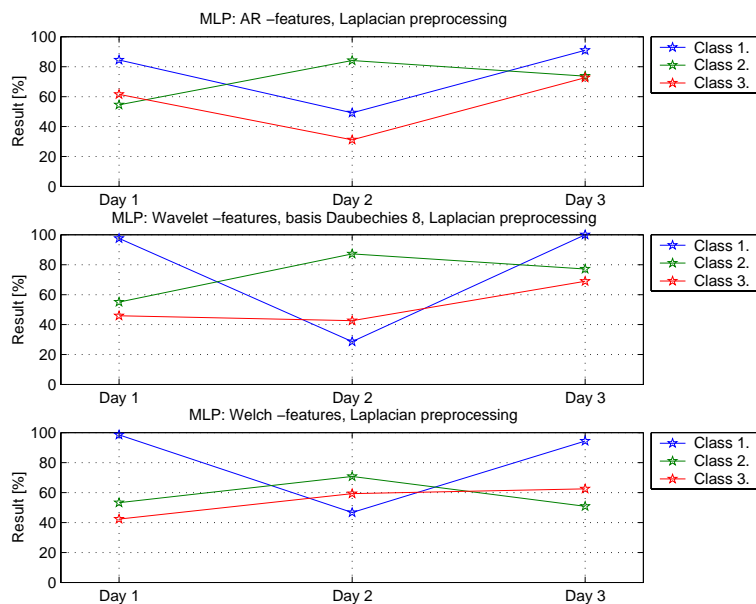 MLP: AR −features, Laplacian preprocessing
100
80
60
40
20
0
Result [%]
Day 1
Day 2
Day 3
Class 1.
Class 2.
Class 3.
MLP: Wavelet −features, basis Daubechies 8, Laplacian preprocessing
100
80
60
40
20
0
Result [%]
Day 1
Day 2
Day 3
Class 1.
Class 2.
Class 3.
MLP: Welch −features, Laplacian preprocessing
100
80
60
40
20
0
Result [%]
Day 1
Day 2
Day 3
Class 1.
Class 2.
Class 3.